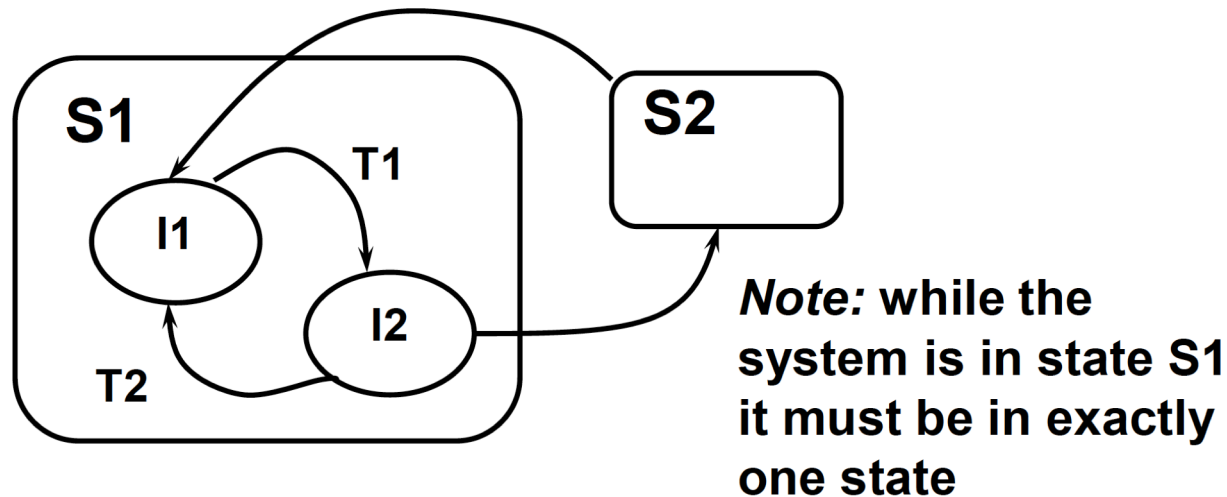 S1
S2
T1
I1
I2
T2
Note: while the
system is in state S1
it must be in exactly
one state